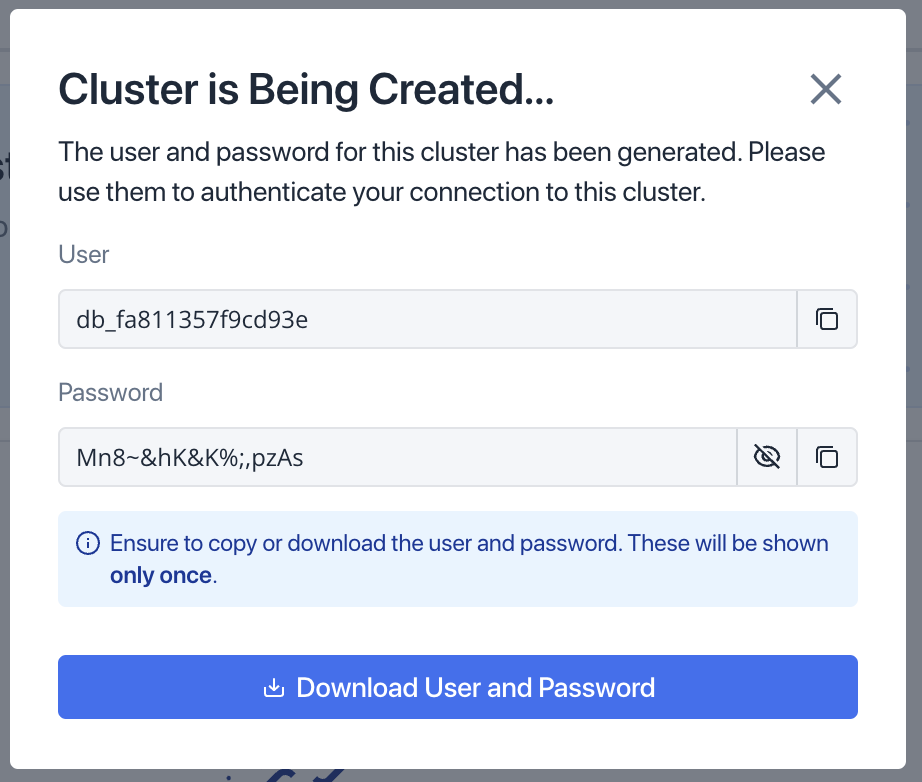 Cluster is Being Created...
The user and password for this cluster has been generated. Please
use them to authenticate your connection to this cluster.
User
db_fa811357f9cd93e
Password
Mn8~&hK&K%;,pzAs
Ensure to copy or download the user and password. These will be shown
only once.
Download User and Password